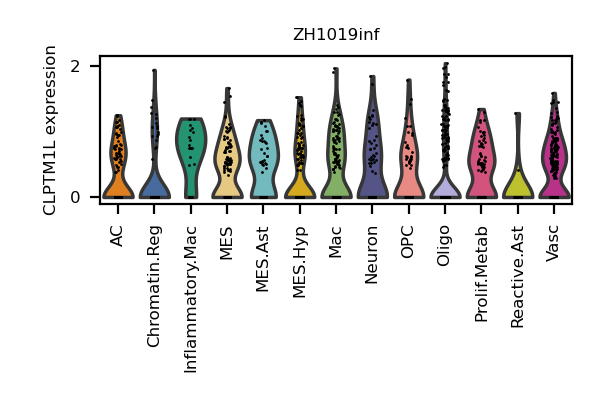 ZH1019inf
CLPTM1L expression
2
0
AC
Chromatin.Reg
Inflammatory.Mac
MES
MES.Ast
MES.Hyp
Mac
Neuron
OPC
Oligo
Prolif.Metab
Reactive.Ast
Vasc